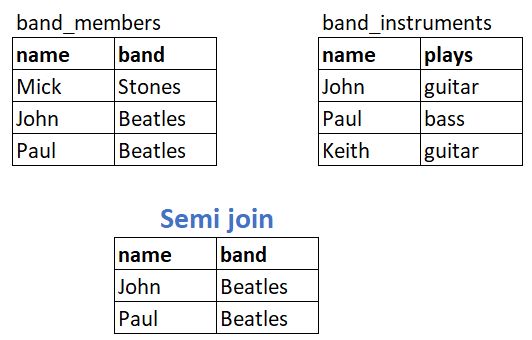 band_members
name band
Mick Stones
John Beatles
Paul Beatles
band_instruments
name plays
John guitar
Paul bass
Keith guitar
Semi join
name band
John Beatles
Paul Beatles